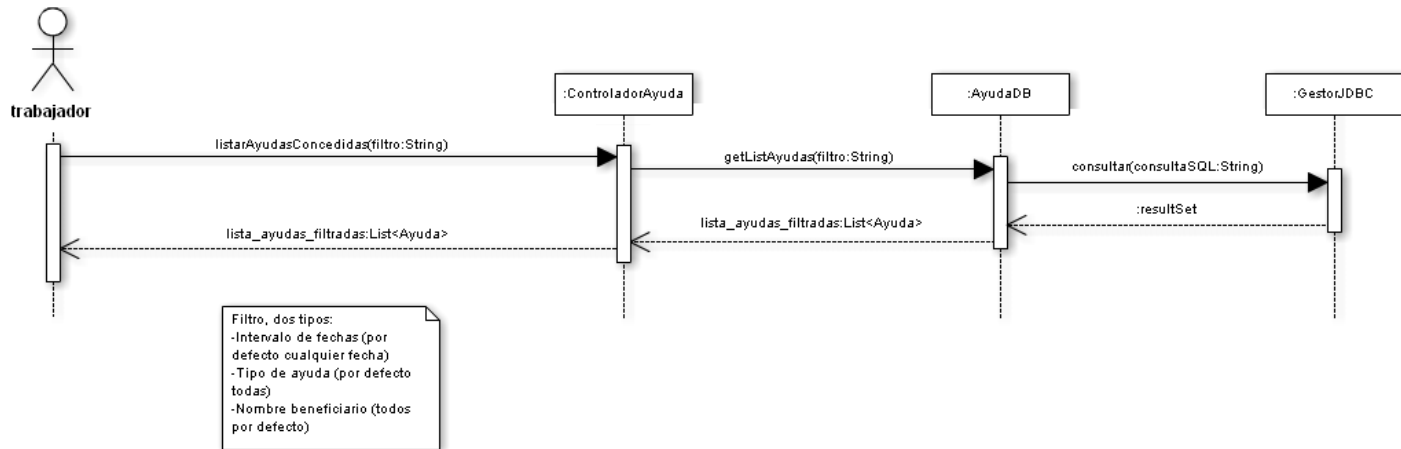 trabajador
:ControladorAyuda
:AyudaDB
:GestorJDBC
listarAyudasConcedidas(filtro:String)
getListAyudas(filtro:String)
consultar(consultaSQL:String)
:resultSet
lista_ayudas_filtradas:List<Ayuda>
lista_ayudas_filtradas:List<Ayuda>
Filtro, dos tipos:
-Intervalo de fechas (por
defecto cualquier fecha)
-Tipo de ayuda (por defecto
todas)
-Nombre beneficiario (todos
por defecto)